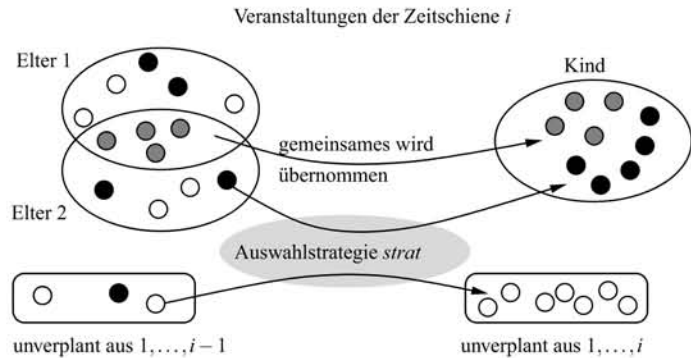 Veranstaltungen der Zeitschiene i
Elter 1
Kind
gemeinsames wird
übernommen
Elter 2
Auswahlstrategie strat
unverplant aus 1,…,i − 1
unverplant aus 1,…,i